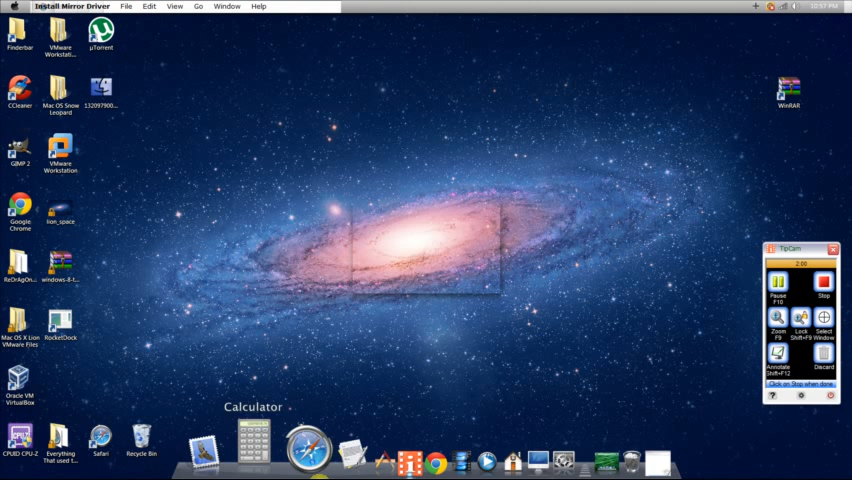 Install Mirror Driver File Edit View Go Window Help 10:57 PM
Finderbar
VMware
Workstati...
µTorrent
CCleaner
Mac OS Snow
Leopard
132097900...
WinRAR
GIMP 2
VMware
Workstation
Google
Chrome
lion_space
ReOrAgOn...
windows-8-t...
Mac OS X Lion
VMware Files
RocketDock
Oracle VM
VirtualBox
CPUID CPU-Z
Everything
That used t...
Safari
Recycle Bin
TipCam
2:00
Pause
F10
Stop
Zoom
F9
Lock
Shift+F9
Select
Window
Annotate
Shift+F12
Discard
Click on Stop when done
Calculator